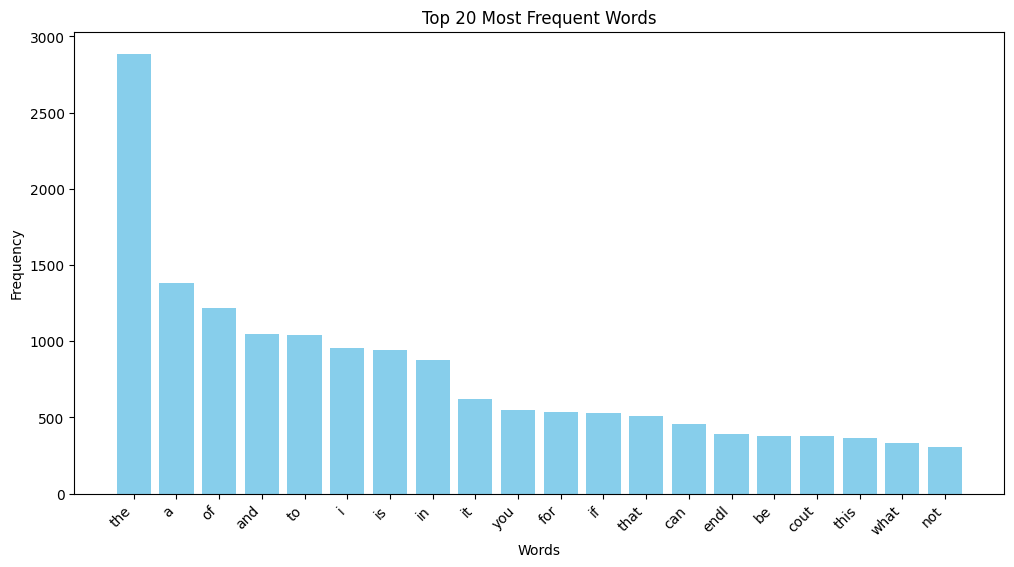 Top 20 Most Frequent Words
Frequency
3000
2500
2000
1500
1000
500
0
the a of and to i is in it you for if that can endl be cout this what not
Words